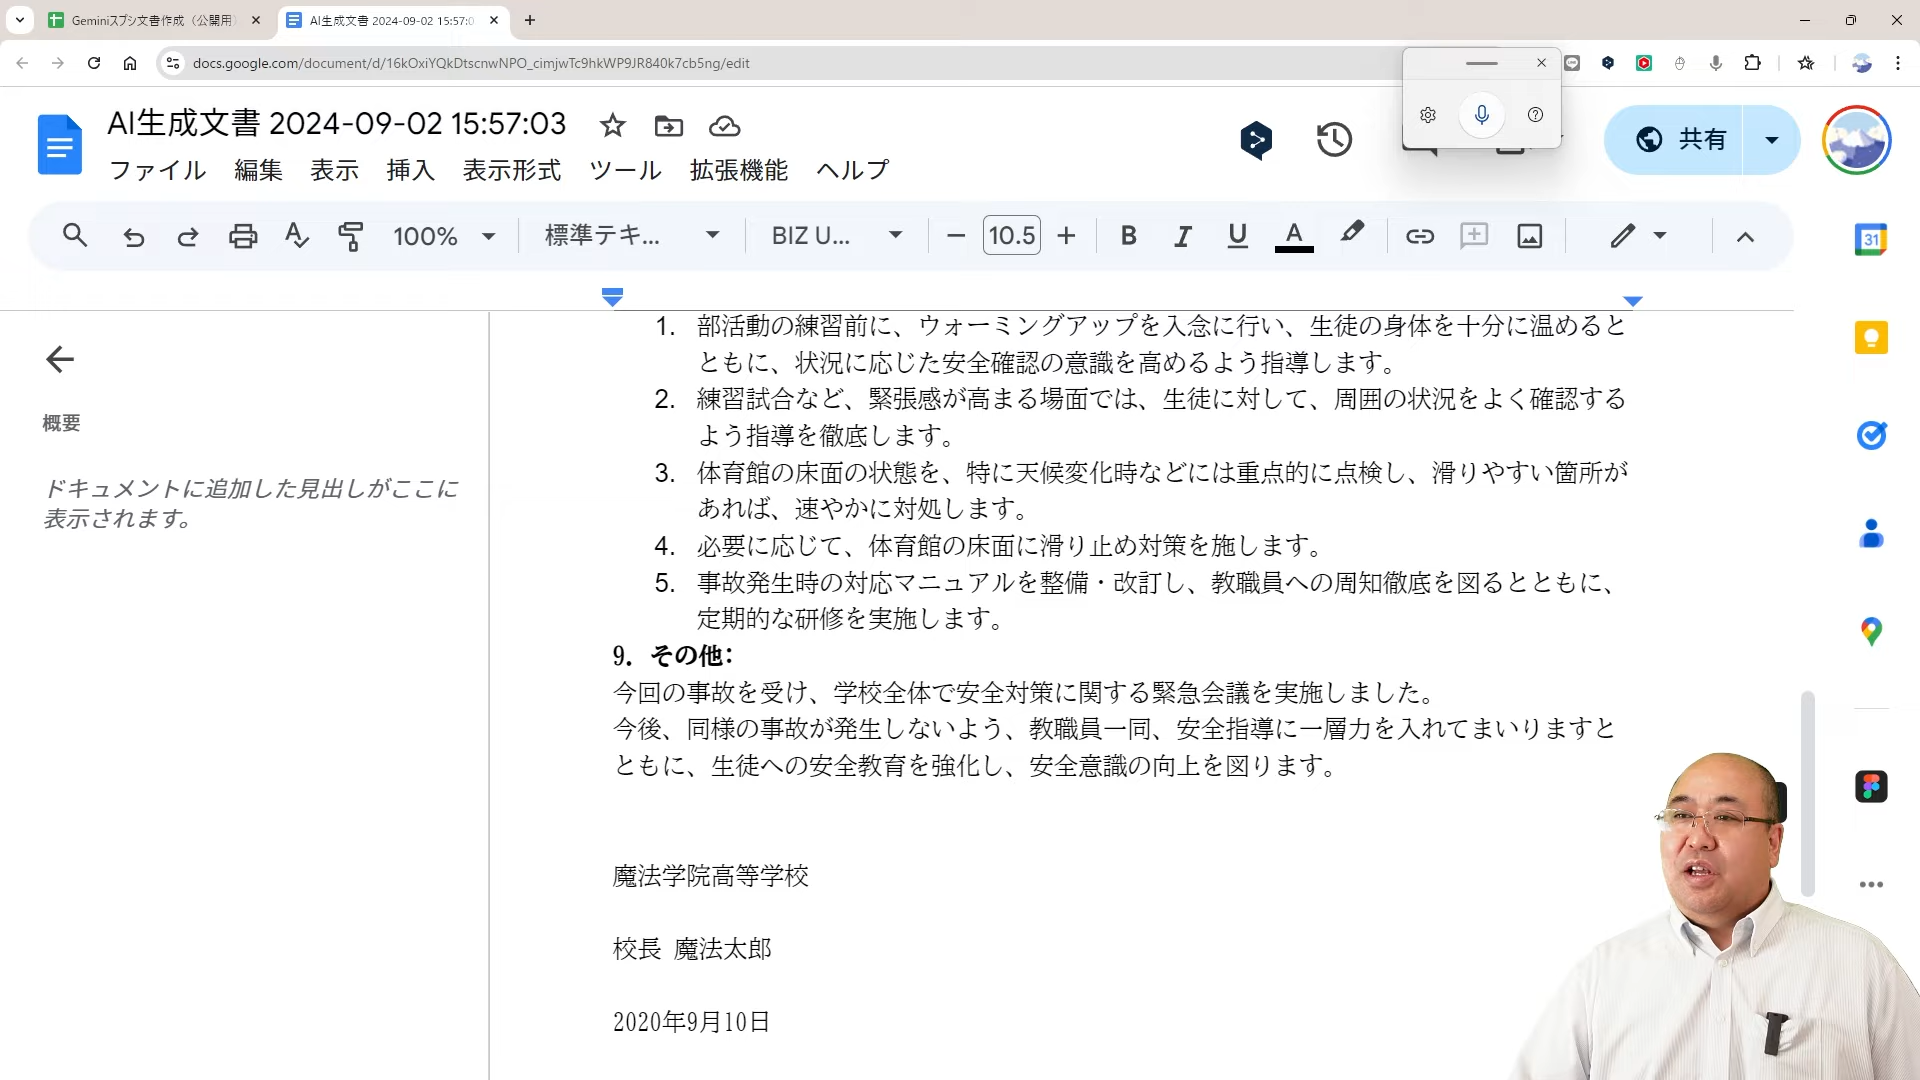 Geminiスプシ文書作成（公開用）
AI生成文書 2024-09-02 15:57:0
docs.google.com/document/d/16kOxiYQkDtscnwNPO_cimjwTc9hkWP9JR840k7cb5ng/edit
AI生成文書 2024-09-02 15:57:03
共有
ファイル 編集 表示 挿入 表示形式 ツール 拡張機能 ヘルプ
100% 標準テキ... BIZ U... 10.5 B I U A
31
1. 部活動の練習前に、ウォーミングアップを入念に行い、生徒の身体を十分に温めると
ともに、状況に応じた安全確認の意識を高めるよう指導します。
2. 練習試合など、緊張感が高まる場面では、生徒に対して、周囲の状況をよく確認する
よう指導を徹底します。
3. 体育館の床面の状態を、特に天候変化時などには重点的に点検し、滑りやすい箇所が
あれば、速やかに対処します。
4. 必要に応じて、体育館の床面に滑り止め対策を施します。
5. 事故発生時の対応マニュアルを整備・改訂し、教職員への周知徹底を図るとともに、
定期的な研修を実施します。
概要
ドキュメントに追加した見出しがここに
表示されます。
9. その他:
今回の事故を受け、学校全体で安全対策に関する緊急会議を実施しました。
今後、同様の事故が発生しないよう、教職員一同、安全指導に一層力を入れてまいりますと
ともに、生徒への安全教育を強化し、安全意識の向上を図ります。
魔法学院高等学校
校長 魔法太郎
2020年9月10日